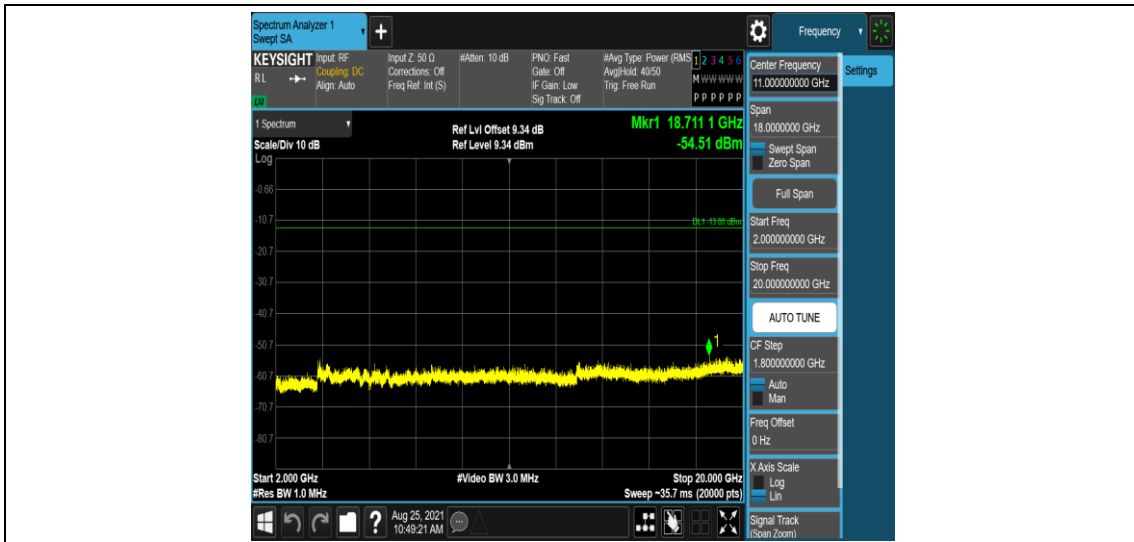 Spectrum Analyzer 1
Swept SA
Frequency
KEYSIGHT
RL
LXI
Input: RF
Coupling: DC
Align: Auto
Input Z: 50 Ω
Corrections: Off
Freq Ref: Int (S)
#Atten: 10 dB
PNO: Fast
Gate: Off
IF Gain: Low
Sig Track: Off
#Avg Type: Power (RMS
Avg|Hold: 40/50
Trig: Free Run
1 2 3 4 5 6
M W W W W W
P P P P P P
1 Spectrum
Scale/Div 10 dB
Log
Ref Lvl Offset 9.34 dB
Ref Level 9.34 dBm
Mkr1 18.711 1 GHz
-54.51 dBm
-0.66
-10.7
DL1 -13.00 dBm
-20.7
-30.7
-40.7
-50.7
1
-60.7
-70.7
-80.7
Start 2.000 GHz
#Res BW 1.0 MHz
#Video BW 3.0 MHz
Stop 20.000 GHz
Sweep ~35.7 ms (20000 pts)
Center Frequency
11.000000000 GHz
Settings
Span
18.0000000 GHz
Swept Span
Zero Span
Full Span
Start Freq
2.000000000 GHz
Stop Freq
20.000000000 GHz
AUTO TUNE
CF Step
1.800000000 GHz
Auto
Man
Freq Offset
0 Hz
X Axis Scale
Log
Lin
Signal Track
(Span Zoom)
?
Aug 25, 2021
10:49:21 AM